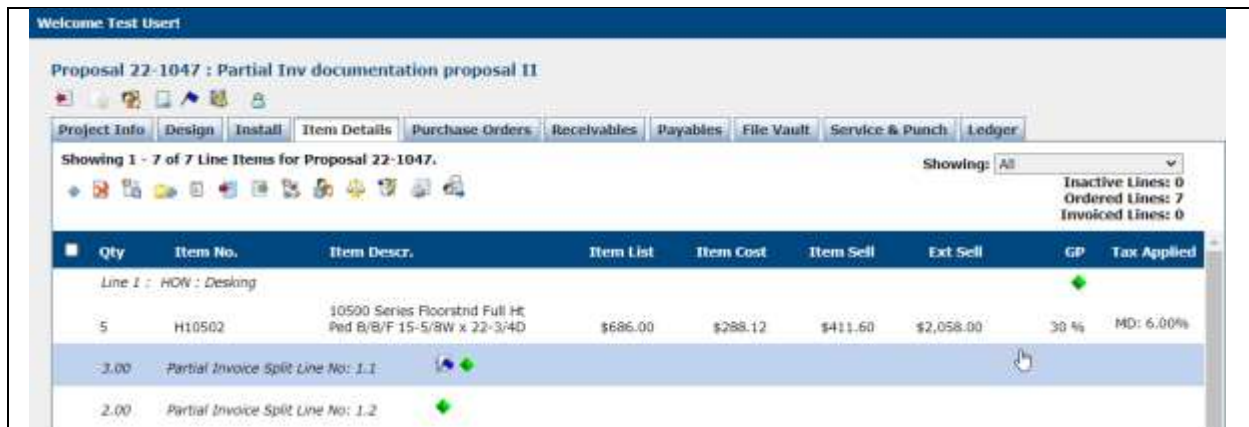 Welcome Test User!
Proposal 22-1047 : Partial Inv documentation proposal II
Project Info Design Install Item Details Purchase Orders Receivables Payables File Vault Service & Punch Ledger
Showing 1 - 7 of 7 Line Items for Proposal 22-1047.
Showing: All
Inactive Lines: 0
Ordered Lines: 7
Invoiced Lines: 0
Qty Item No. Item Descr. Item List Item Cost Item Sell Ext Sell GP Tax Applied
Line 1 : HON : Desking
10500 Series Floorstnd Full Ht
5 H10502 Ped B/B/F 15-5/8W x 22-3/4D $686.00 $288.12 $411.60 $2,058.00 30 % MD: 6.00%
3.00 Partial Invoice Split Line No: 1.1
2.00 Partial Invoice Split Line No: 1.2